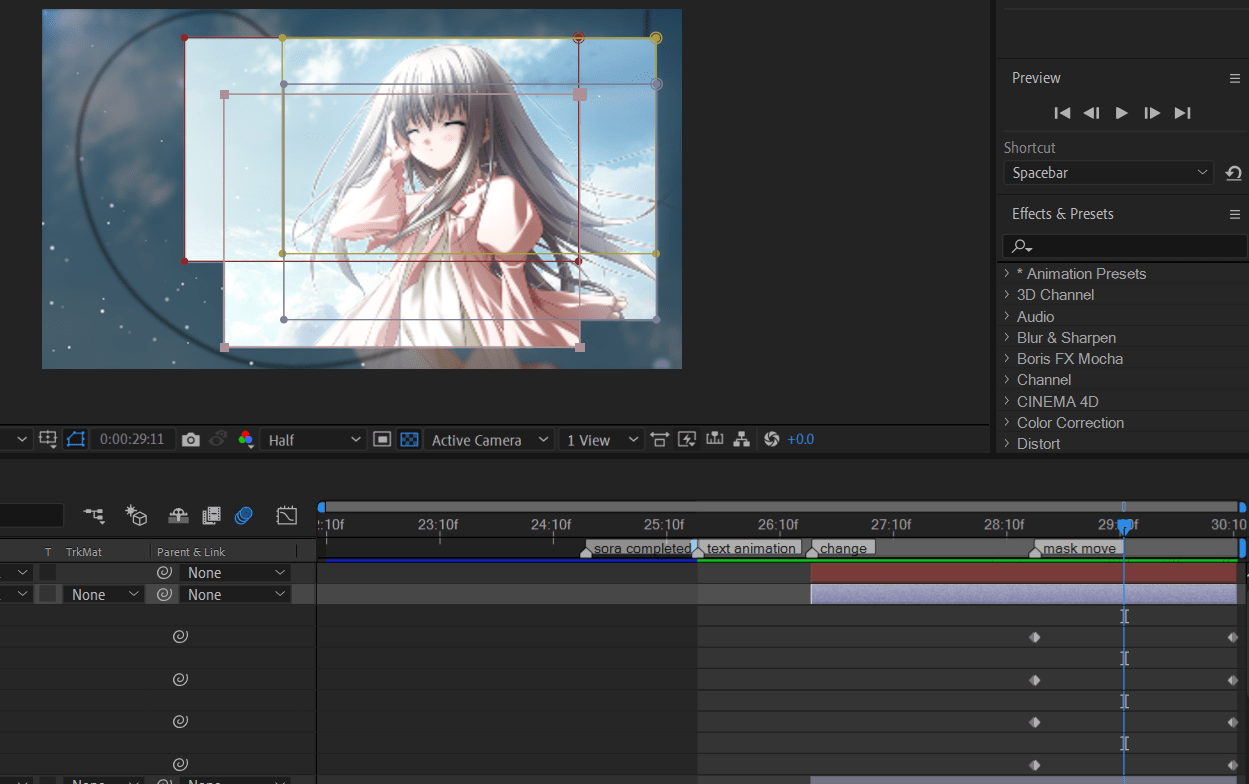 Preview
Shortcut
Spacebar
Effects & Presets
* Animation Presets
3D Channel
Audio
Blur & Sharpen
Boris FX Mocha
Channel
CINEMA 4D
Color Correction
Distort
0:00:29:11
Half
Active Camera
1 View
+0.0
:10f 23:10f 24:10f 25:10f 26:10f 27:10f 28:10f 30:10
sora completed text animation change mask move
T TrkMat Parent & Link
None
None None
None None